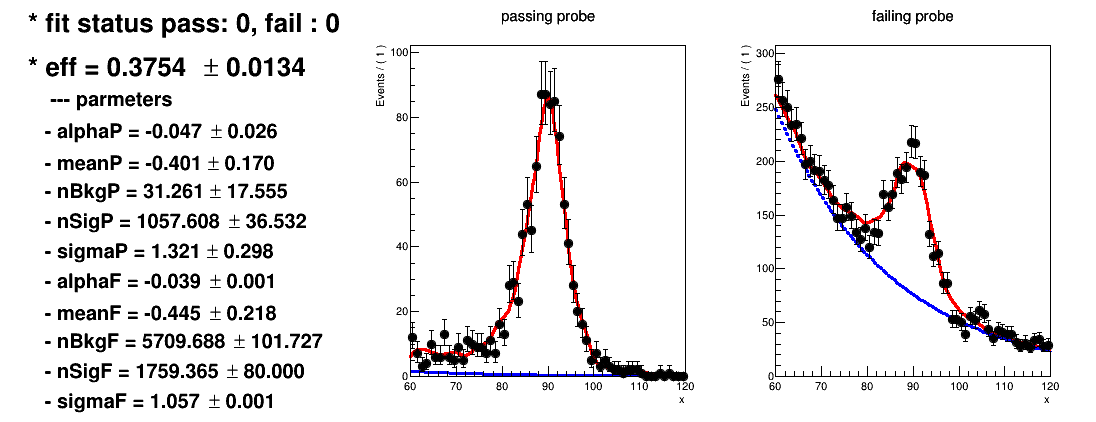 * fit status pass: 0, fail : 0
* eff = 0.3754 ± 0.0134
--- parmeters
- alphaP = -0.047 ± 0.026
- meanP = -0.401 ± 0.170
- nBkgP = 31.261 ± 17.555
- nSigP = 1057.608 ± 36.532
- sigmaP = 1.321 ± 0.298
- alphaF = -0.039 ± 0.001
- meanF = -0.445 ± 0.218
- nBkgF = 5709.688 ± 101.727
- nSigF = 1759.365 ± 80.000
- sigmaF = 1.057 ± 0.001
passing probe
Events / ( 1 )
100
80
60
40
20
0
60 70 80 90 100 110 120
x
failing probe
Events / ( 1 )
300
250
200
150
100
50
0
60 70 80 90 100 110 120
x